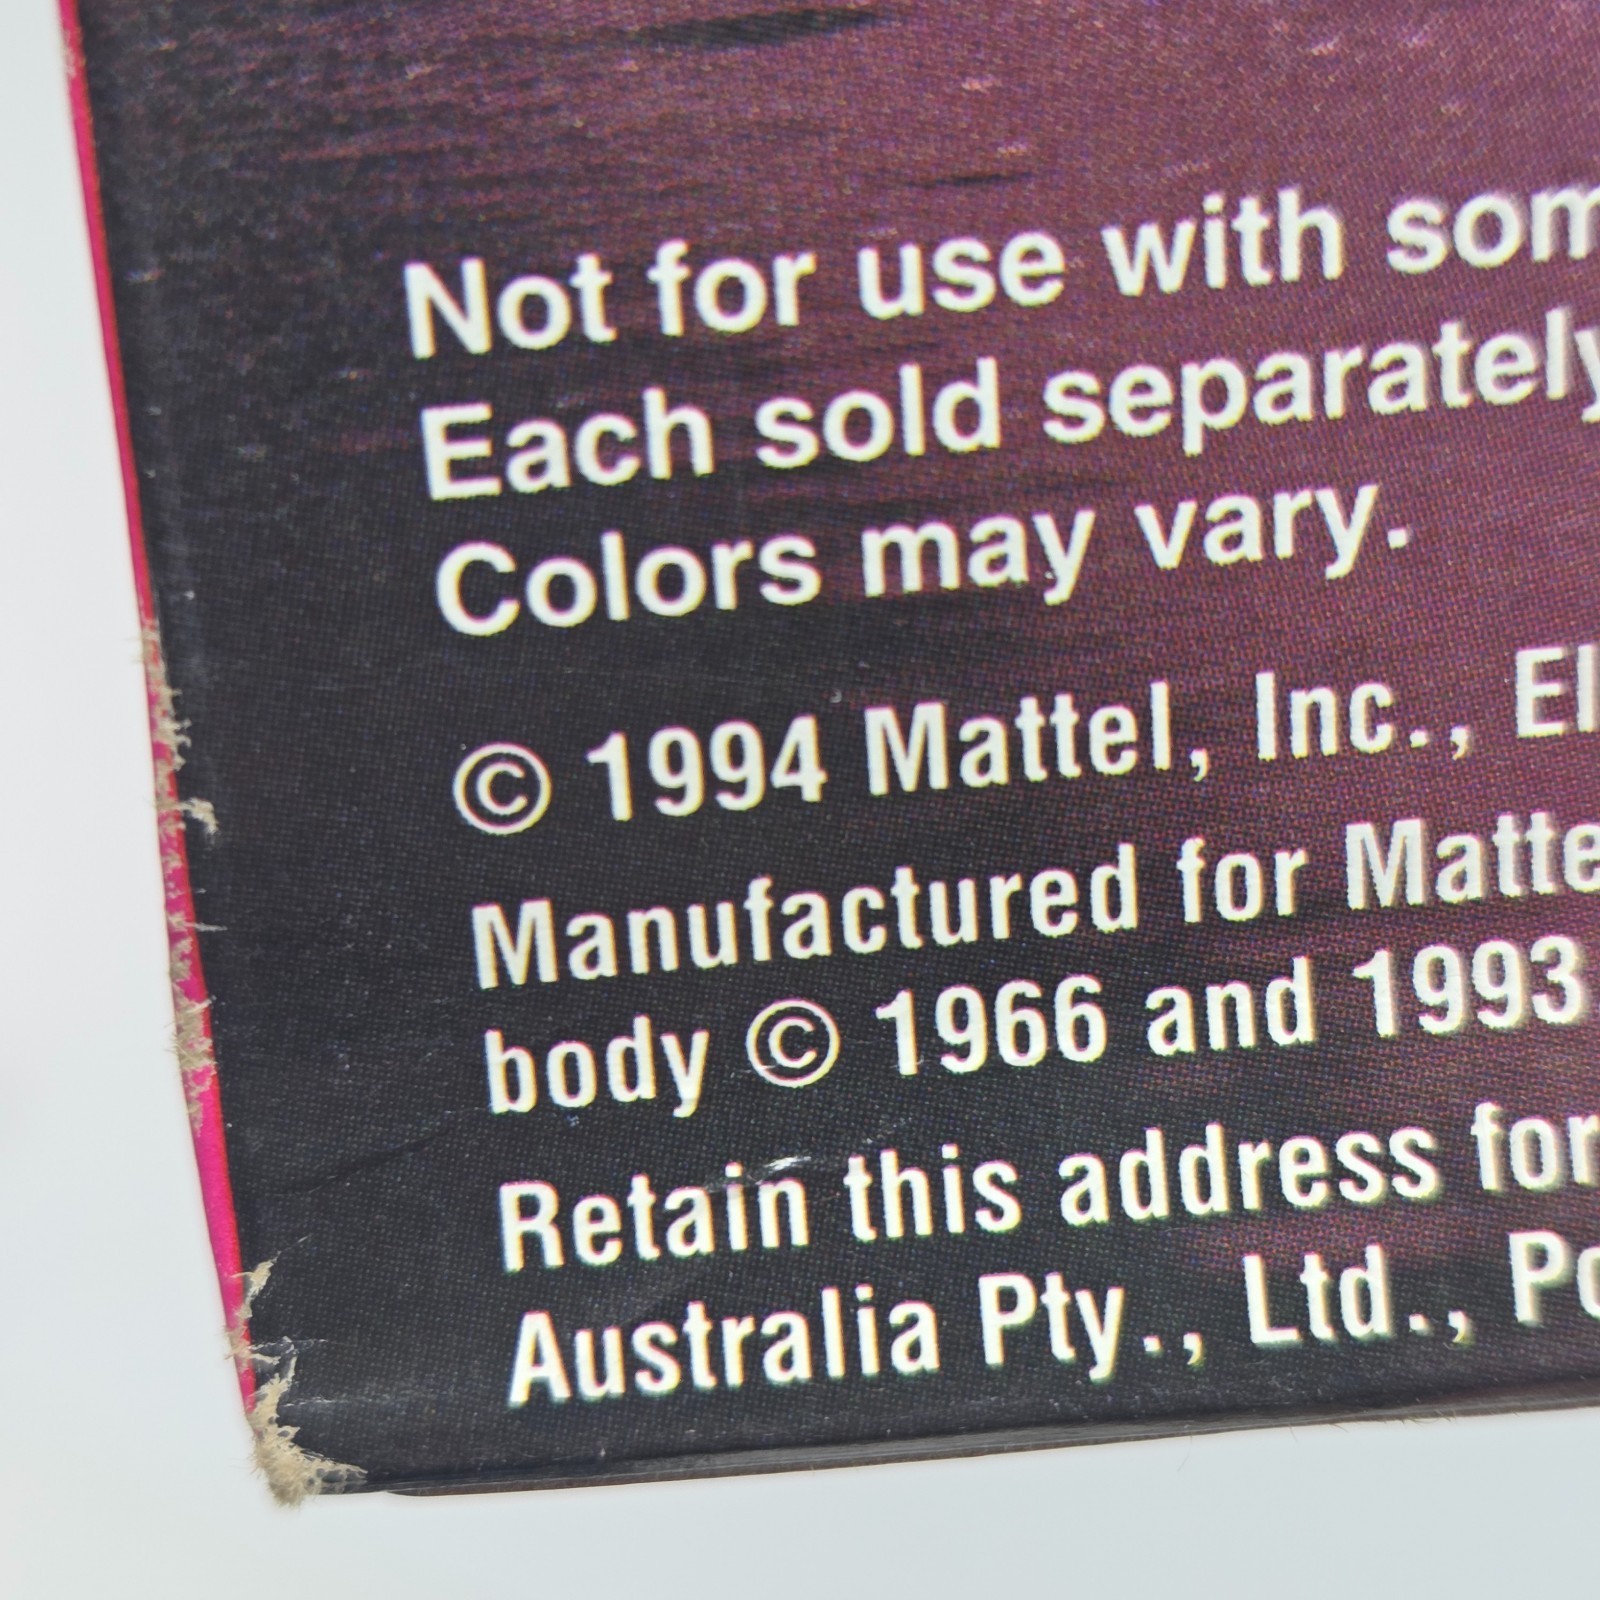 Not for use with som
Each sold separately
Colors may vary.
© 1994 Mattel, Inc., El
Manufactured for Matte
body © 1966 and 1993
Retain this address for
Australia Pty., Ltd., Po